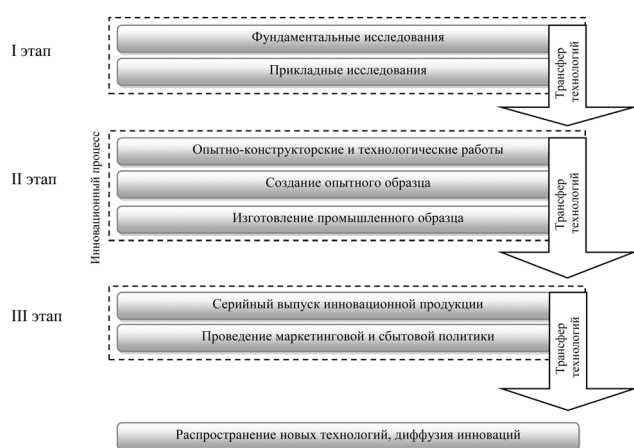 I этап
Фундаментальные исследования
Прикладные исследования
Трансфер
технологий
Инновационный процесс
II этап
Опытно-конструкторские и технологические работы
Создание опытного образца
Изготовление промышленного образца
Трансфер
технологий
III этап
Серийный выпуск инновационной продукции
Проведение маркетинговой и сбытовой политики
Трансфер
технологий
Распространение новых технологий, диффузия инноваций